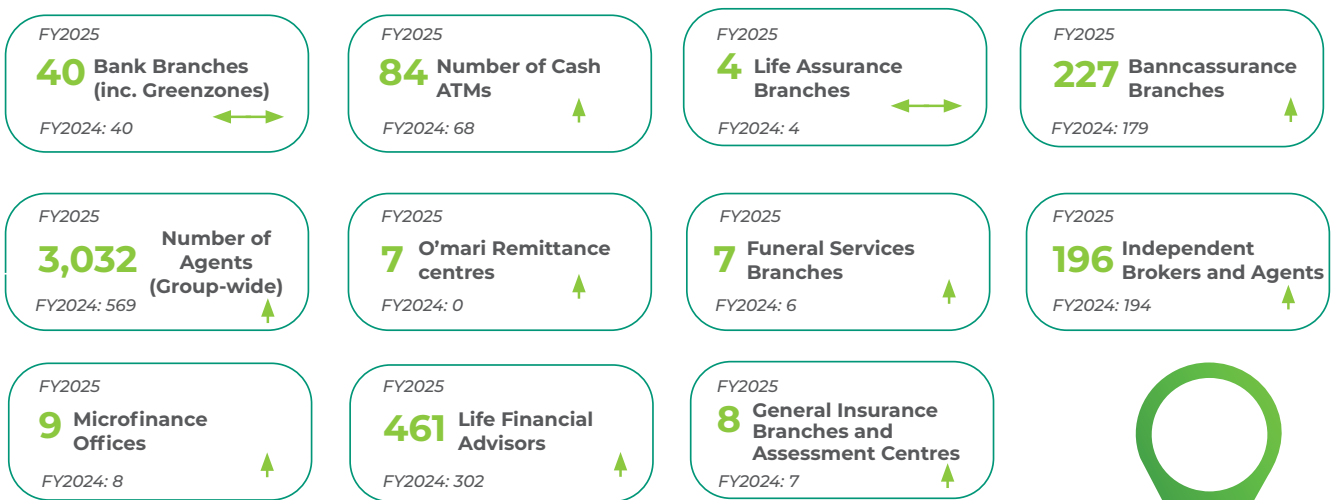 FY2025
40 Bank Branches
(inc. Greenzones)
FY2024: 40
FY2025
84 Number of Cash
ATMs
FY2024: 68
FY2025
4 Life Assurance
Branches
FY2024: 4
FY2025
227 Banncassurance
Branches
FY2024: 179
FY2025
3,032 Number of
Agents
(Group-wide)
FY2024: 569
FY2025
7 O’mari Remittance
centres
FY2024: 0
FY2025
7 Funeral Services
Branches
FY2024: 6
FY2025
196 Independent
Brokers and Agents
FY2024: 194
FY2025
9 Microfinance
Offices
FY2024: 8
FY2025
461 Life Financial
Advisors
FY2024: 302
FY2025
8 General Insurance
Branches and
Assessment Centres
FY2024: 7